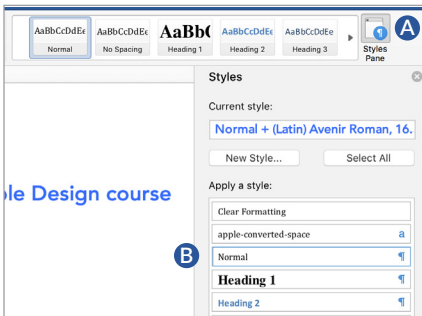 AaBbCcDdEe AaBbCcDdEe AaBb( AaBbCcDdEe AaBbCcDdEe A
Normal No Spacing Heading 1 Heading 2 Heading 3 Styles
Pane
Styles
Current style:
Normal + (Latin) Avenir Roman, 16.
New Style... Select All
ple Design course
Apply a style:
Clear Formatting
apple-converted-space a
B Normal ¶
Heading 1 ¶
Heading 2 ¶